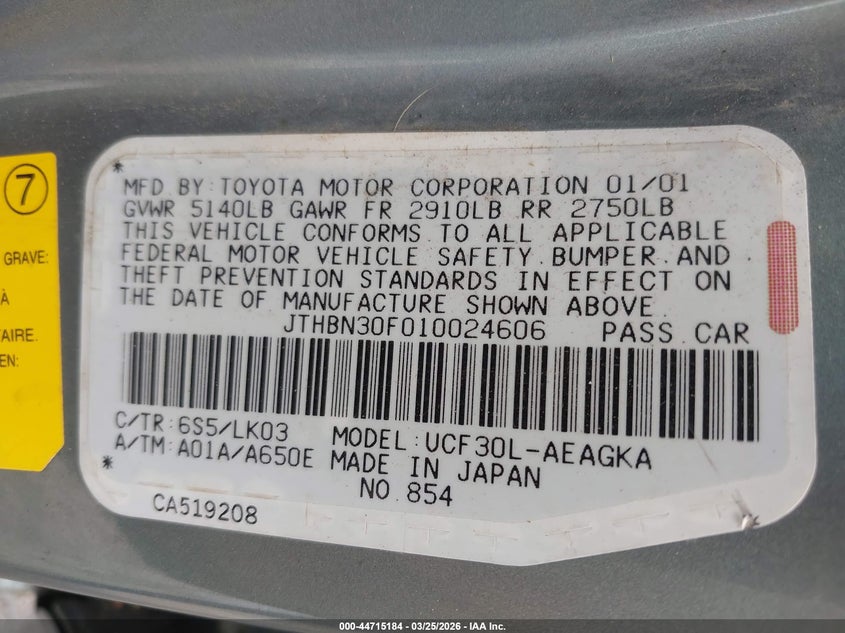 7
GRAVE:
À
AIRE.
EN:
*
MFD BY: TOYOTA MOTOR CORPORATION 01/01
GVWR 5140LB GAWR FR 2910LB RR 2750LB
THIS VEHICLE CONFORMS TO ALL APPLICABLE
FEDERAL MOTOR VEHICLE SAFETY.BUMPER.AND
THEFT PREVENTION STANDARDS IN EFFECT ON
THE DATE OF MANUFACTURE SHOWN ABOVE.
JTHBN30F010024606 PASS.CAR
C/TR:6S5/LK03 MODEL:UCF30L-AEAGKA
A/TM:A01A/A650E MADE IN JAPAN
* NO.854
CA519208 *
000-44715184 - 03/25/2026 - IAA Inc.